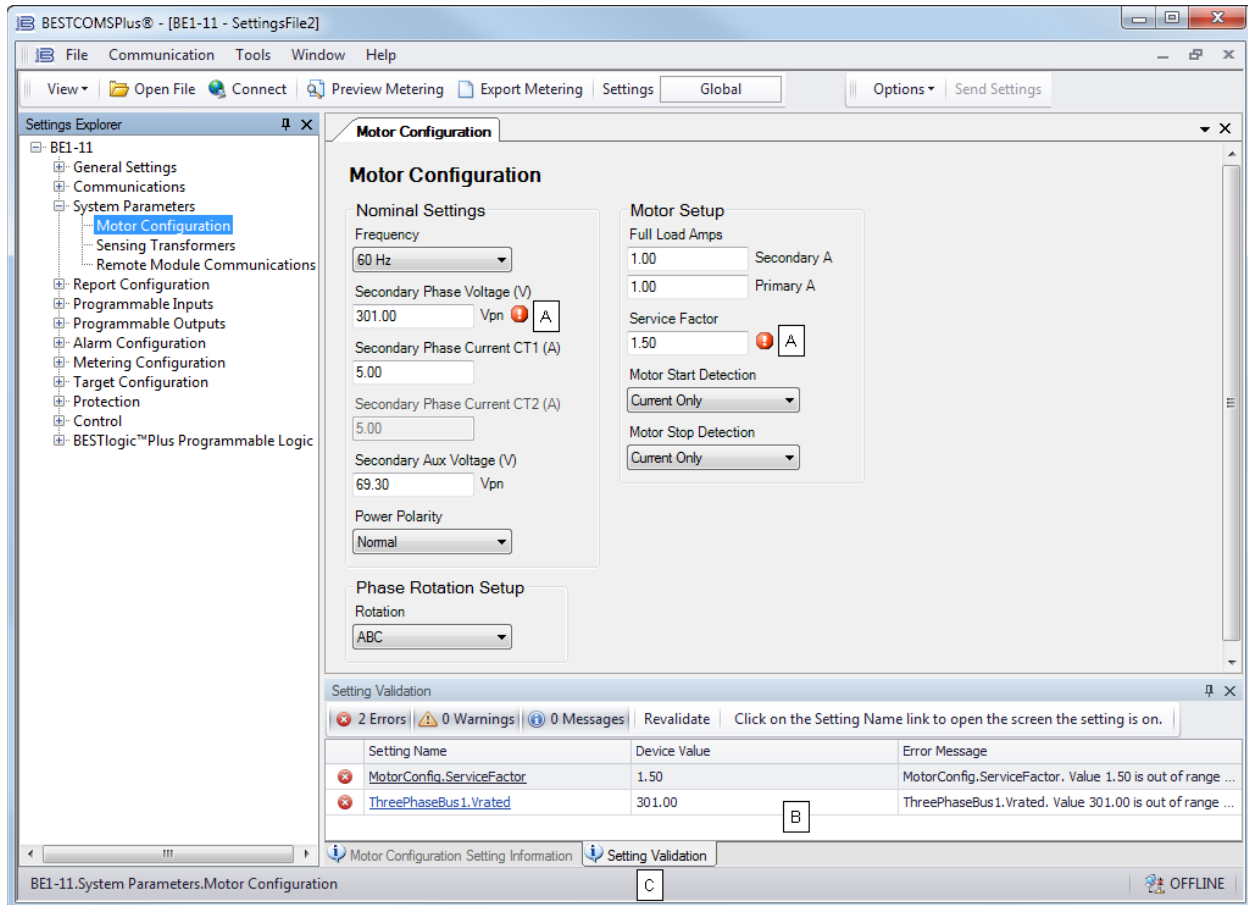 BESTCOMSPlus® - [BE1-11 - SettingsFile2]
File Communication Tools Window Help
View Open File Connect Preview Metering Export Metering Settings Global Options Send Settings
Settings Explorer
BE1-11
General Settings
Communications
System Parameters
Motor Configuration
Sensing Transformers
Remote Module Communications
Report Configuration
Programmable Inputs
Programmable Outputs
Alarm Configuration
Metering Configuration
Target Configuration
Protection
Control
BESTlogic™Plus Programmable Logic
Motor Configuration
Motor Configuration
Nominal Settings
Frequency
60 Hz
Secondary Phase Voltage (V)
301.00 Vpn A
Secondary Phase Current CT1 (A)
5.00
Secondary Phase Current CT2 (A)
5.00
Secondary Aux Voltage (V)
69.30 Vpn
Power Polarity
Normal
Phase Rotation Setup
Rotation
ABC
Motor Setup
Full Load Amps
1.00 Secondary A
1.00 Primary A
Service Factor
1.50 A
Motor Start Detection
Current Only
Motor Stop Detection
Current Only
Setting Validation
2 Errors 0 Warnings 0 Messages Revalidate Click on the Setting Name link to open the screen the setting is on.
Setting Name Device Value Error Message
MotorConfig.ServiceFactor 1.50 MotorConfig.ServiceFactor. Value 1.50 is out of range ...
ThreePhaseBus1.Vrated 301.00 ThreePhaseBus1.Vrated. Value 301.00 is out of range ...
B
Motor Configuration Setting Information Setting Validation
BE1-11.System Parameters.Motor Configuration C OFFLINE